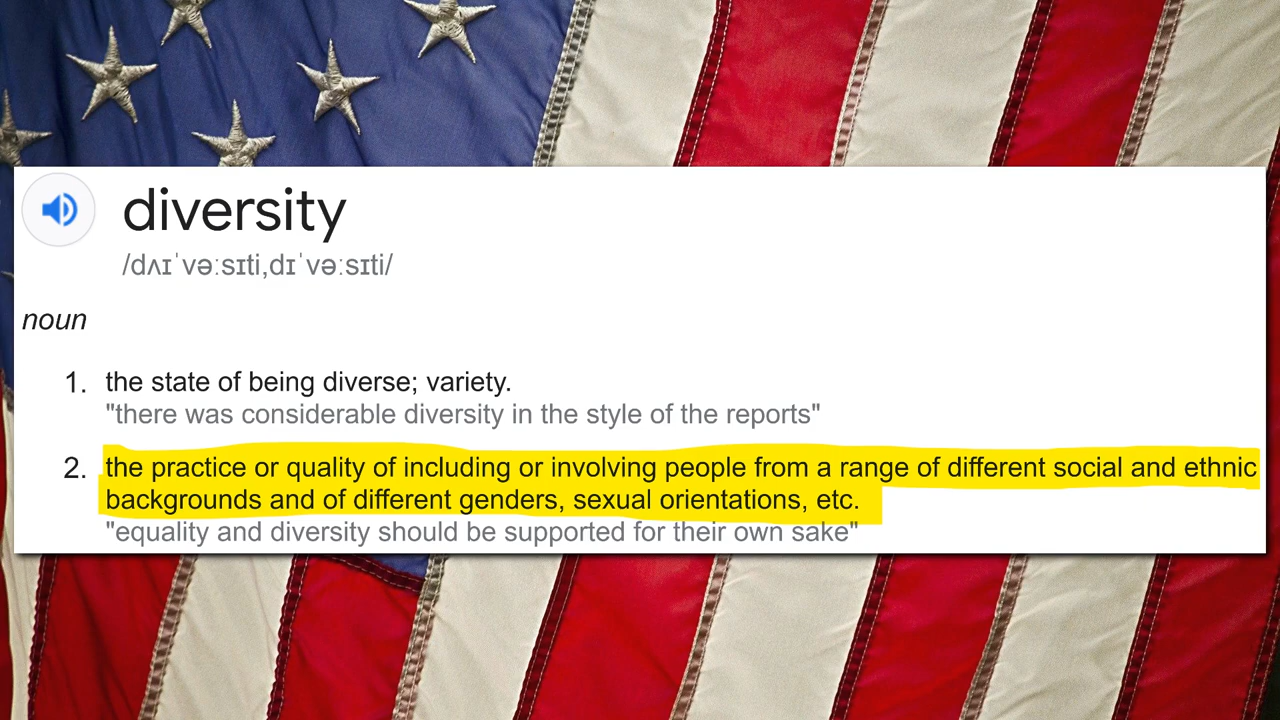 diversity
/dʌɪˈvəːsɪti,dɪˈvəːsɪti/
noun
1. the state of being diverse; variety.
"there was considerable diversity in the style of the reports"
2. the practice or quality of including or involving people from a range of different social and ethnic
backgrounds and of different genders, sexual orientations, etc.
"equality and diversity should be supported for their own sake"